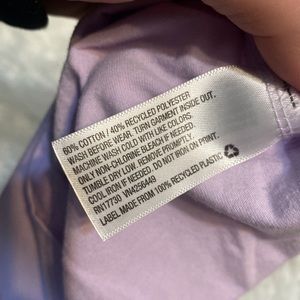 60% COTTON / 40% RECYCLED POLYESTER
WASH BEFORE WEAR. TURN GARMENT INSIDE OUT.
MACHINE WASH COLD WITH LIKE COLORS.
ONLY NON-CHLORINE BLEACH IF NEEDED.
TUMBLE DRY LOW. REMOVE PROMPTLY.
COOL IRON IF NEEDED. DO NOT IRON ON PRINT.
RN17730 VN4256449
LABEL MADE FROM 100% RECYCLED PLASTIC